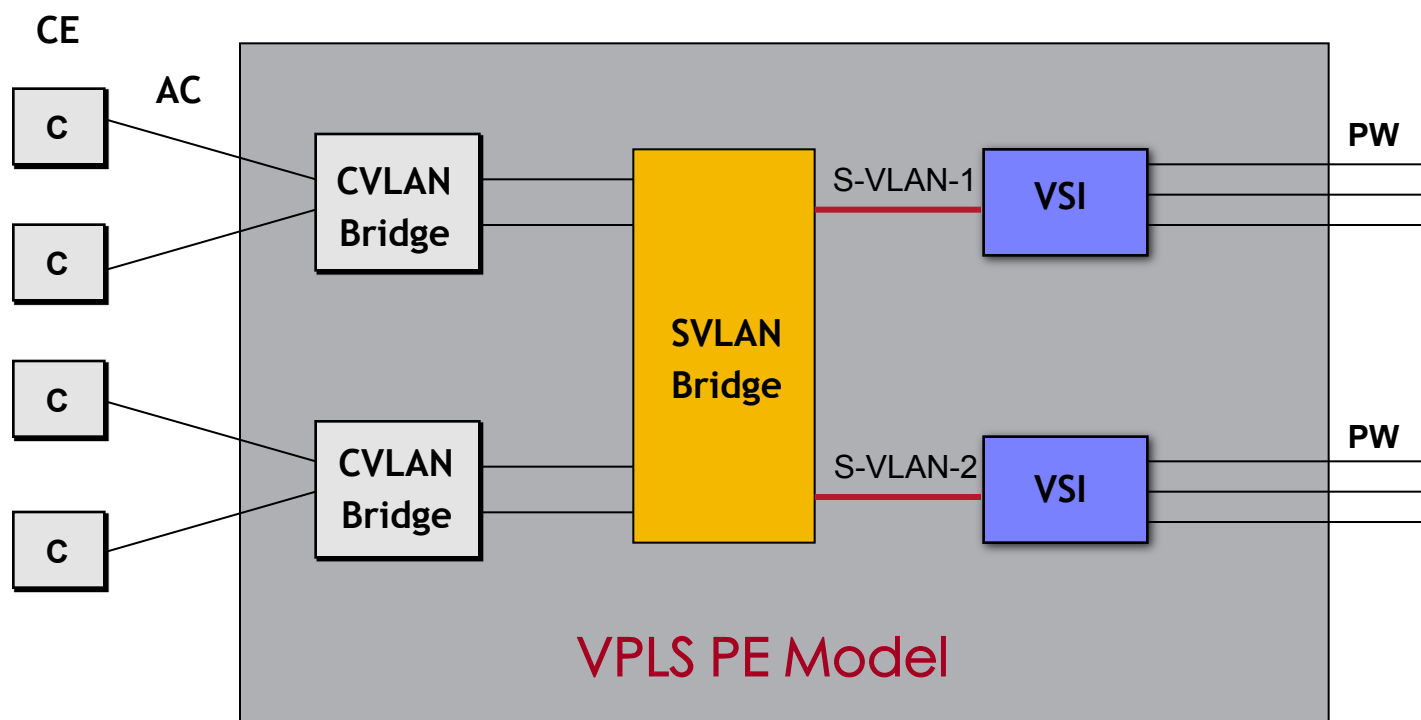 CE
AC
C
C
C
C
CVLAN
Bridge
CVLAN
Bridge
SVLAN
Bridge
S-VLAN-1
S-VLAN-2
VSI
VSI
PW
PW
VPLS PE Model